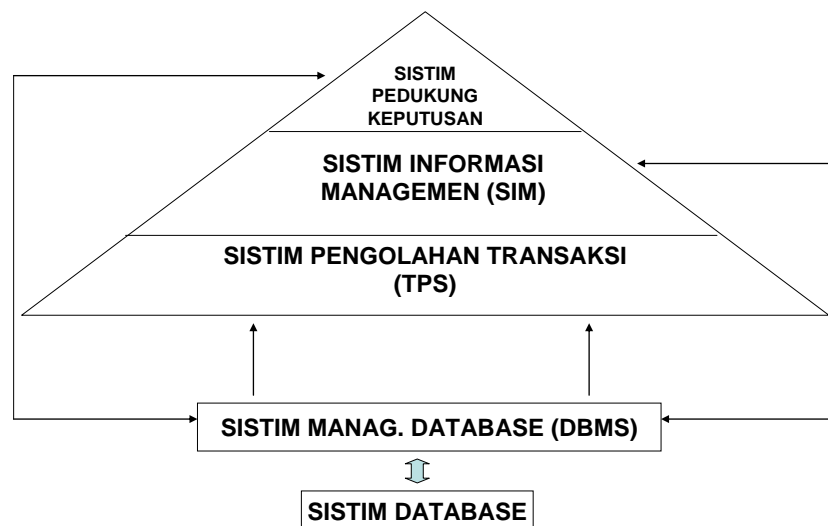 SISTIM
PEDUKUNG
KEPUTUSAN
SISTIM INFORMASI
MANAGEMEN (SIM)
SISTIM PENGOLAHAN TRANSAKSI
(TPS)
SISTIM MANAG. DATABASE (DBMS)
SISTIM DATABASE